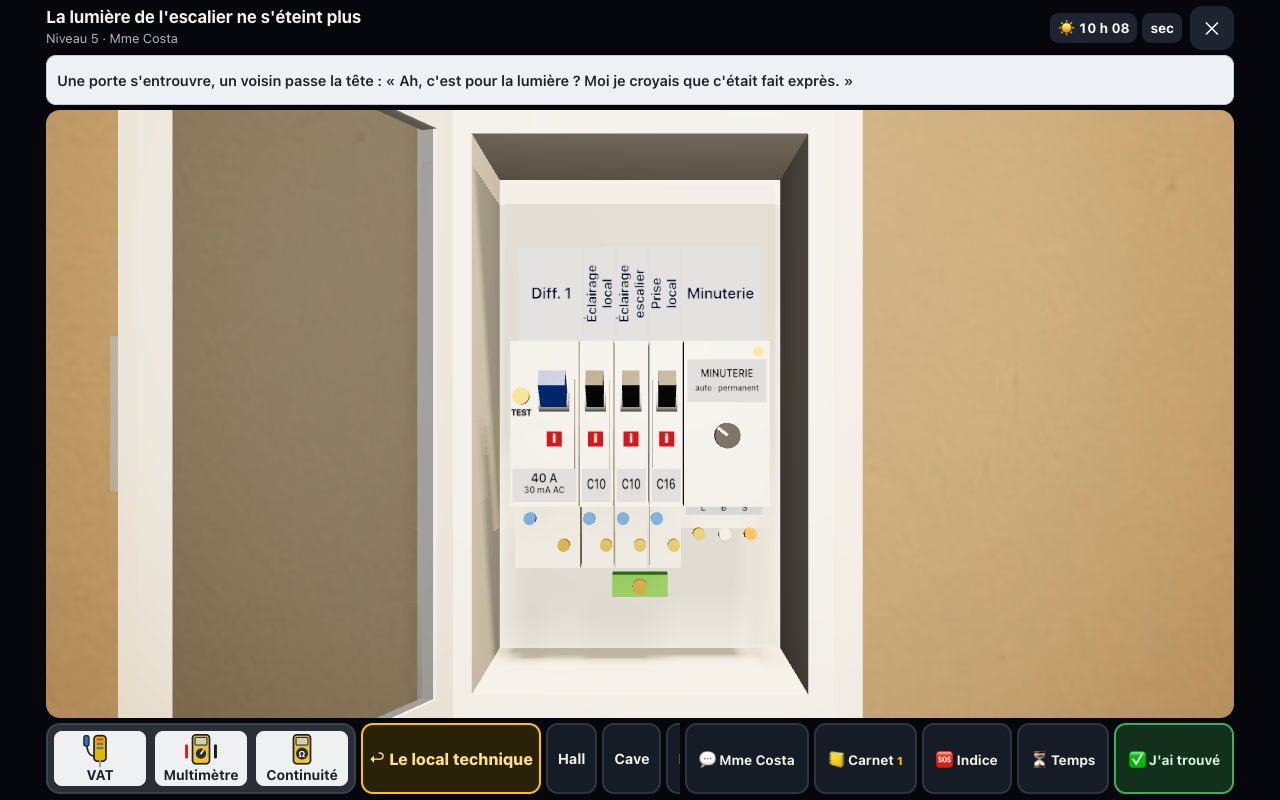 La lumière de l'escalier ne s'éteint plus
Niveau 5 · Mme Costa
10 h 08
sec
Une porte s'entrouvre, un voisin passe la tête : « Ah, c'est pour la lumière ? Moi je croyais que c'était fait exprès. »
Diff. 1
Éclairage local
Éclairage escalier
Prise local
Minuterie
MINUTERIE
auto · permanent
TEST
40 A
30 mA AC
C10
C10
C16
L B S
VAT
Multimètre
Continuité
Le local technique
Hall
Cave
Mme Costa
Carnet 1
SOS Indice
Temps
J'ai trouvé